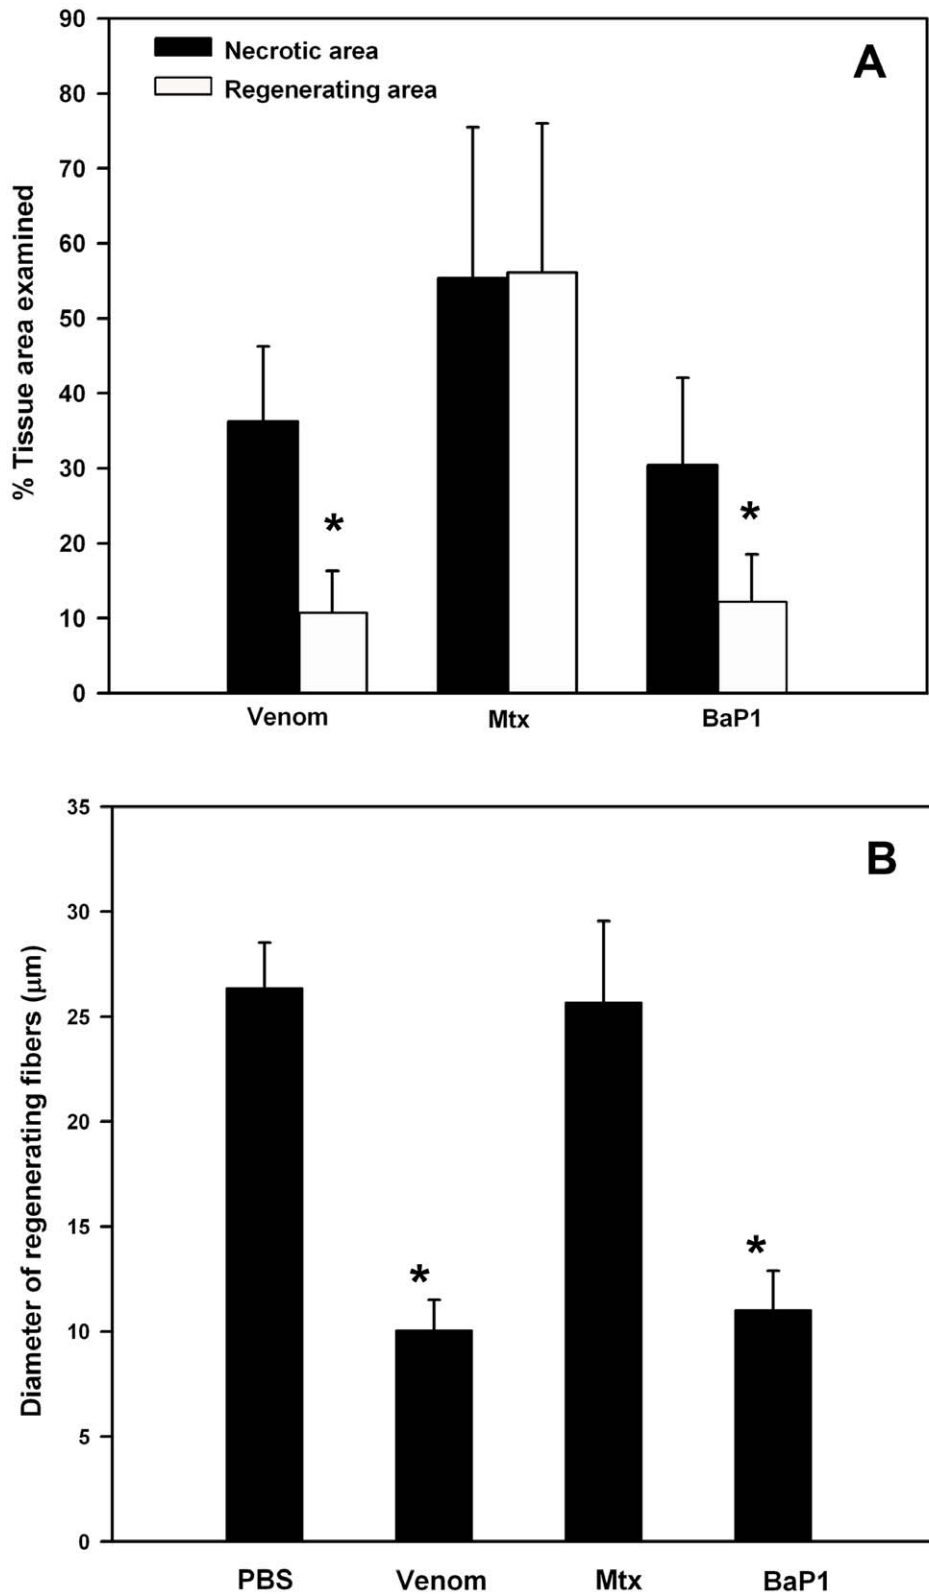 90
80
70
60
50
40
30
20
10
0
% Tissue area examined
Necrotic area
Regenerating area
A
*
*
Venom
Mtx
BaP1
35
30
25
20
15
10
5
0
Diameter of regenerating fibers (μm)
B
*
*
PBS
Venom
Mtx
BaP1